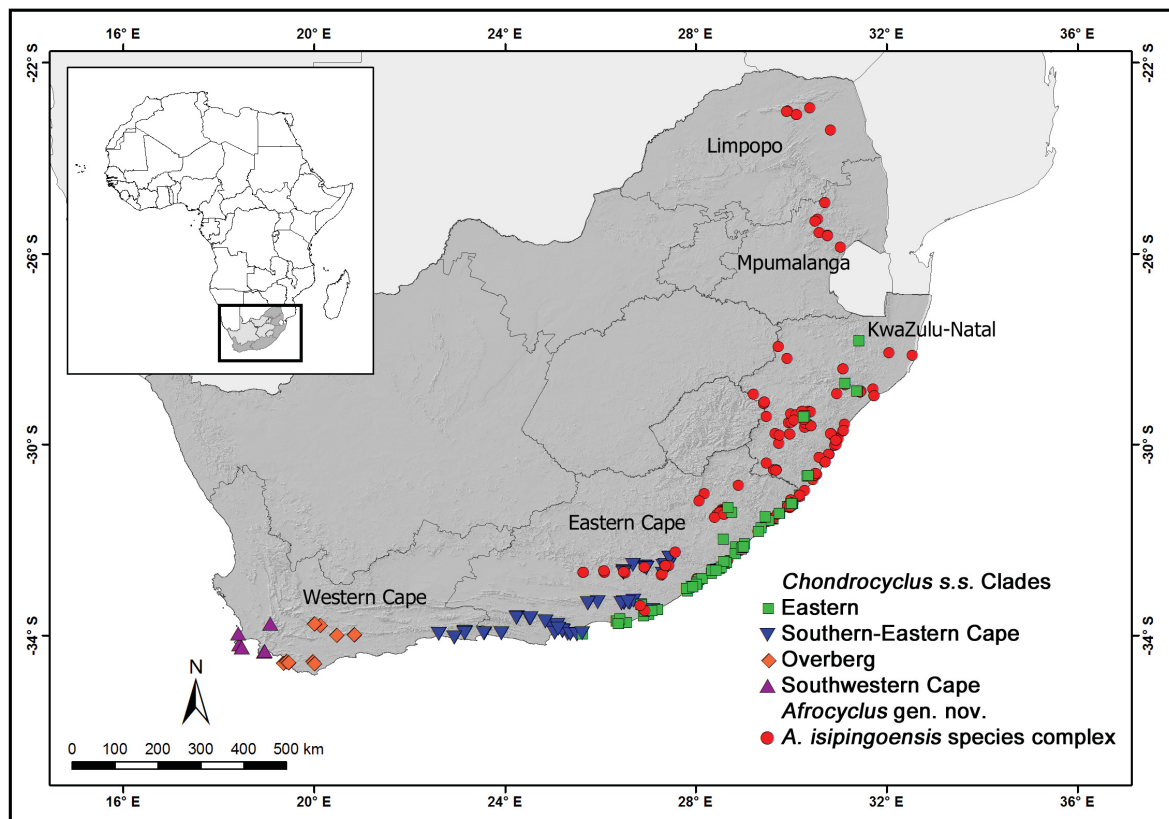 16° E 20° E 24° E 28° E 32° E 36° E
-22° S -22° S
Limpopo
-26° S -26° S
Mpumalanga
KwaZulu-Natal
-30° S -30° S
Eastern Cape
Western Cape
-34° S -34° S
Chondrocyclus s.s. Clades
Eastern
Southern-Eastern Cape
Overberg
Southwestern Cape
Afrocyclus gen. nov.
A. isipingoensis species complex
N
0 100 200 300 400 500 km
16° E 20° E 24° E 28° E 32° E 36° E